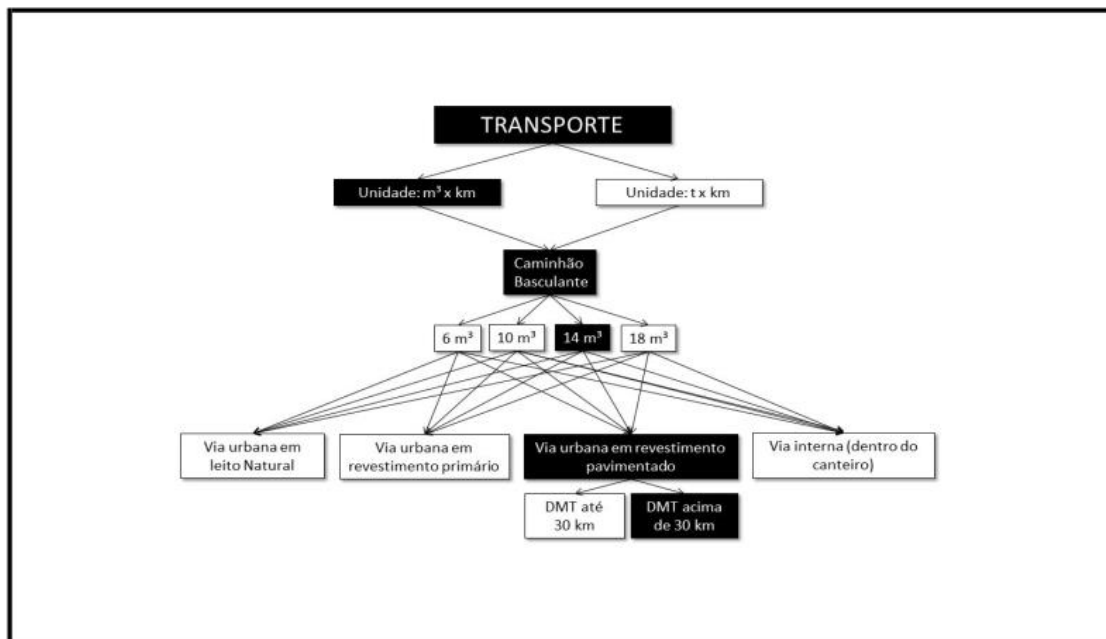 TRANSPORTE
Unidade: m³ x km
Unidade: t x km
Caminhão
Basculante
6 m³
10 m³
14 m³
18 m³
Via urbana em
leito Natural
Via urbana em
revestimento primário
Via urbana em revestimento
pavimentado
Via interna (dentro do
canteiro)
DMT até
30 km
DMT acima
de 30 km